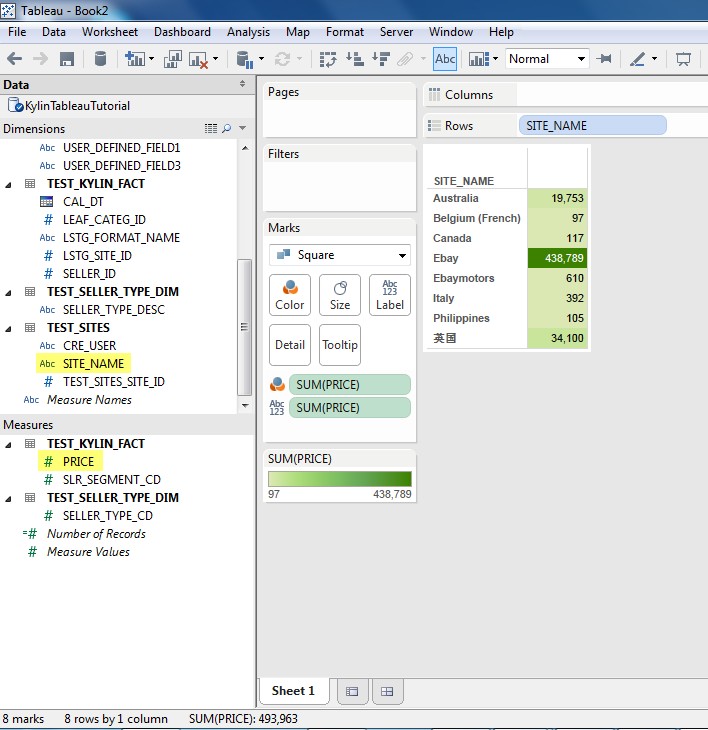 Tableau - Book2
File Data Worksheet Dashboard Analysis Map Format Server Window Help
Abc Normal
Data
KylinTableauTutorial
Dimensions
Abc USER_DEFINED_FIELD1
Abc USER_DEFINED_FIELD3
TEST_KYLIN_FACT
CAL_DT
# LEAF_CATEG_ID
Abc LSTG_FORMAT_NAME
# LSTG_SITE_ID
# SELLER_ID
TEST_SELLER_TYPE_DIM
Abc SELLER_TYPE_DESC
TEST_SITES
Abc CRE_USER
Abc SITE_NAME
# TEST_SITES_SITE_ID
Abc Measure Names
Measures
TEST_KYLIN_FACT
# PRICE
# SLR_SEGMENT_CD
TEST_SELLER_TYPE_DIM
# SELLER_TYPE_CD
=# Number of Records
# Measure Values
Pages
Filters
Marks
Square
Color Size Abc 123 Label
Detail Tooltip
SUM(PRICE)
Abc 123 SUM(PRICE)
SUM(PRICE)
97 438,789
Columns
Rows SITE_NAME
SITE_NAME
Australia 19,753
Belgium (French) 97
Canada 117
Ebay 438,789
Ebaymotors 610
Italy 392
Philippines 105
英国 34,100
Sheet 1
8 marks 8 rows by 1 column SUM(PRICE): 493,963